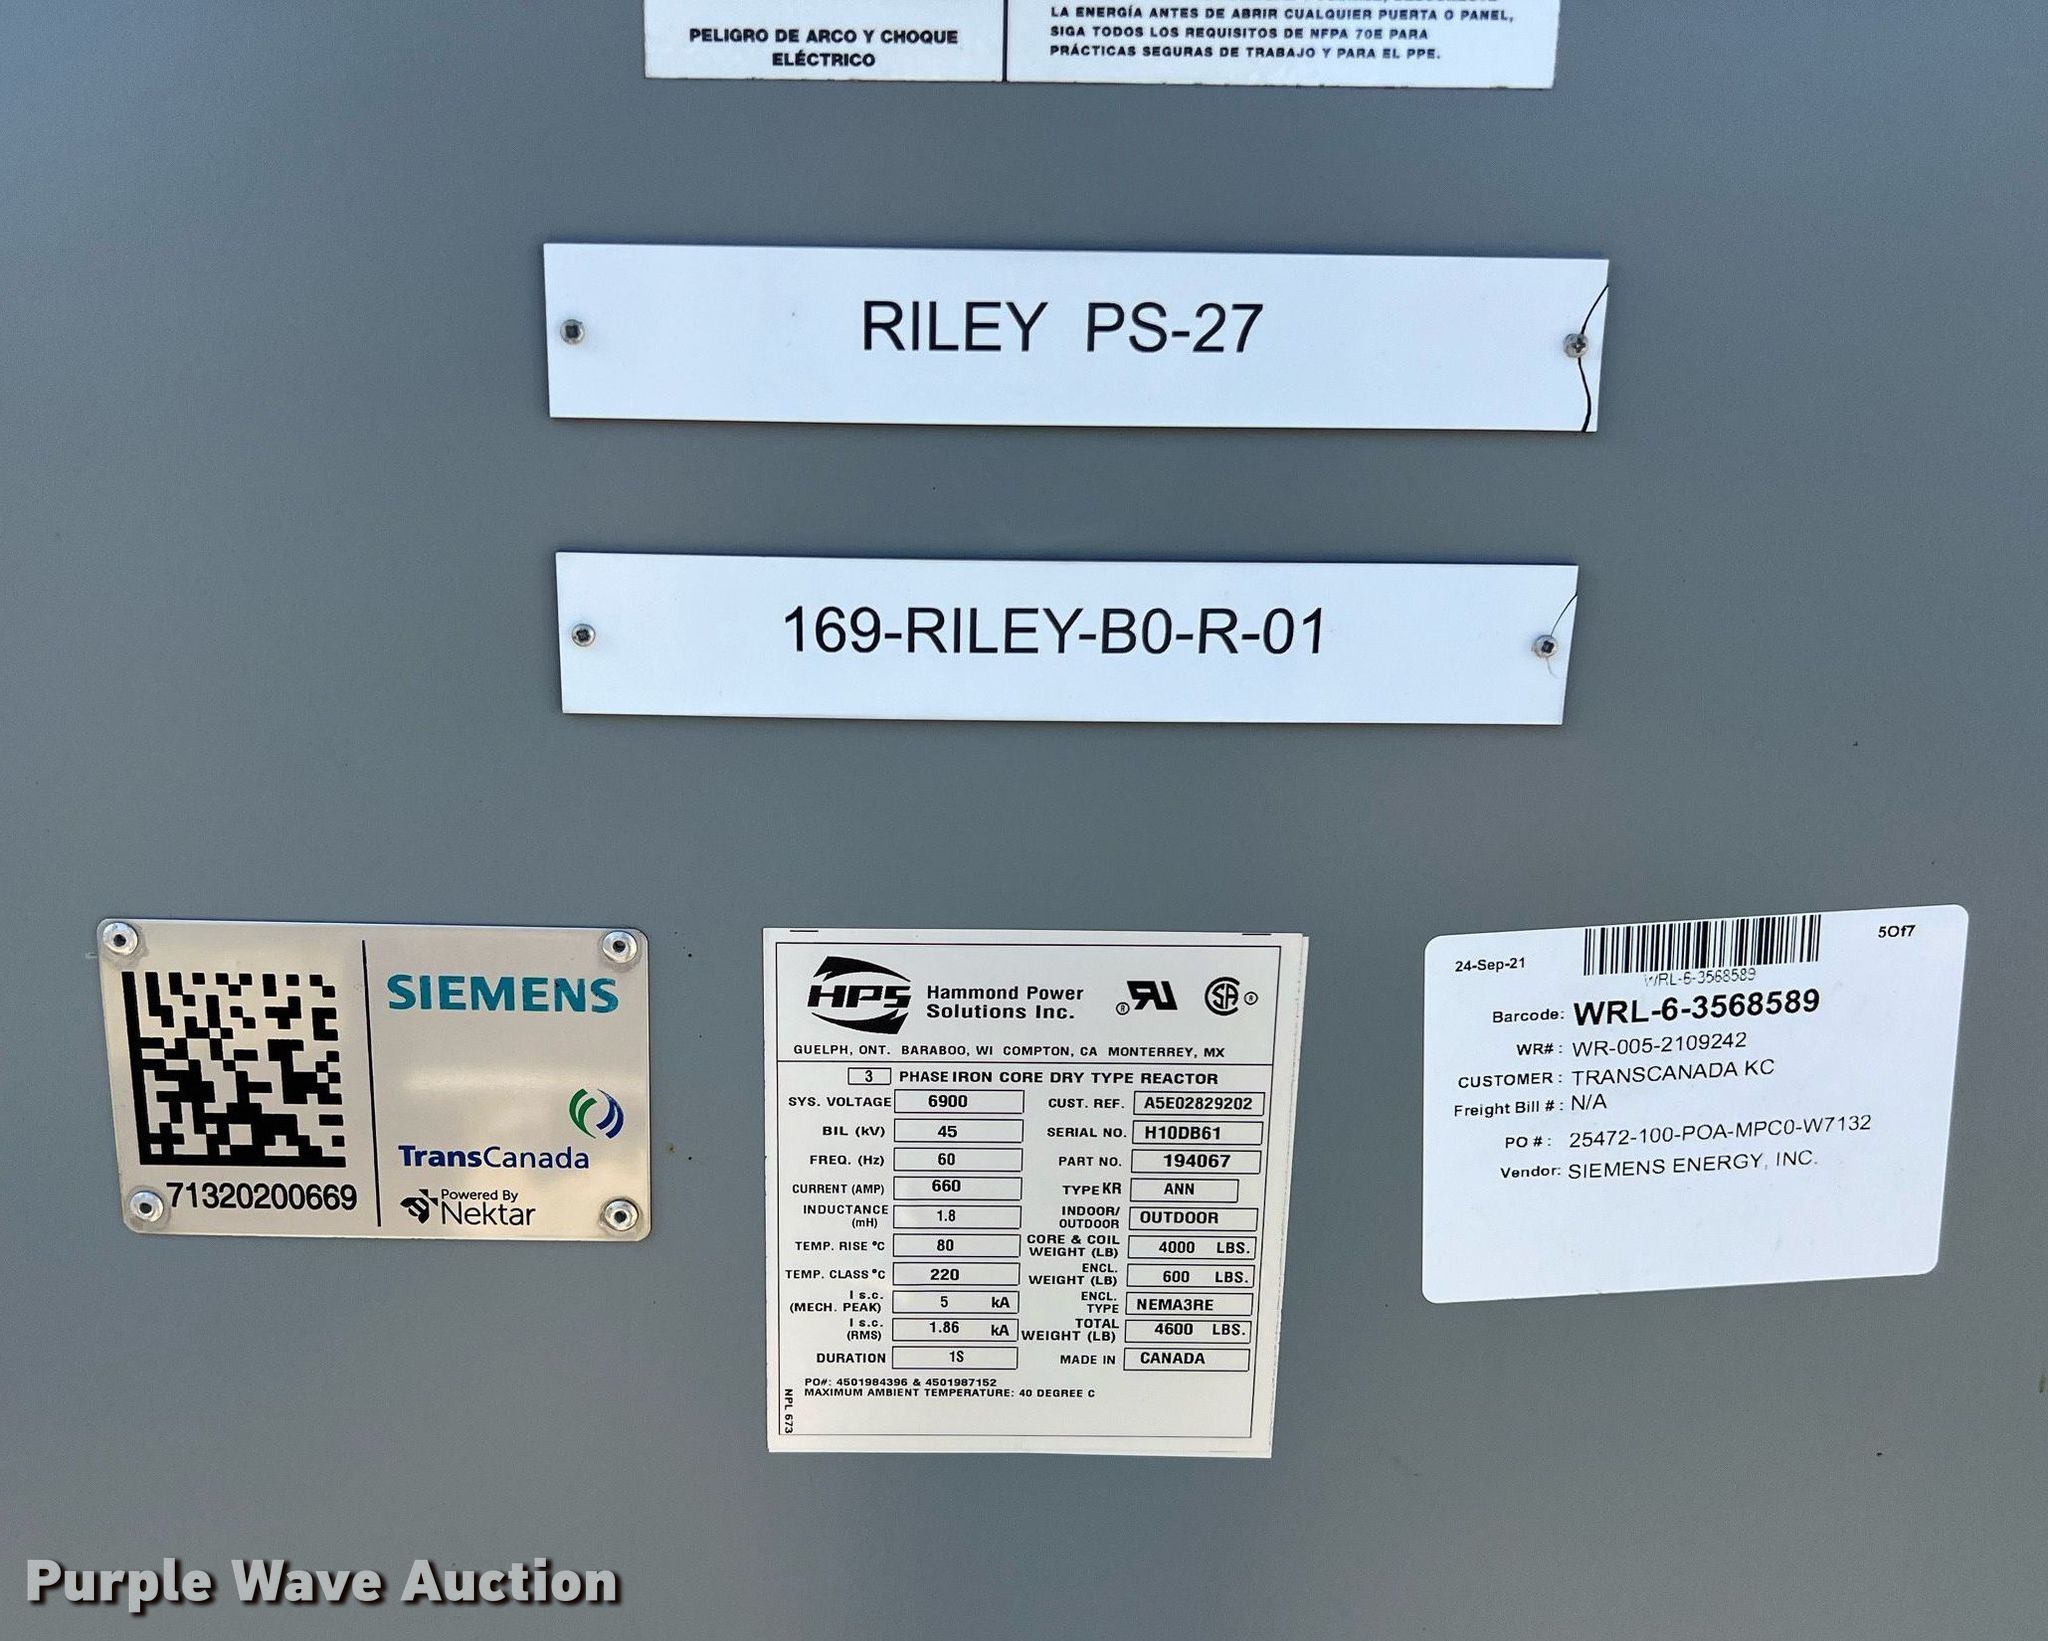 PELIGRO DE ARCO Y CHOQUE
ELÉCTRICO
LA ENERGÍA ANTES DE ABRIR CUALQUIER PUERTA O PANEL,
SIGA TODOS LOS REQUISITOS DE NFPA 70E PARA
PRÁCTICAS SEGURAS DE TRABAJO Y PARA EL PPE.
RILEY PS-27
169-RILEY-B0-R-01
SIEMENS
TransCanada
Powered By
Nektar
71320200669
HPS Hammond Power
Solutions Inc.
GUELPH, ONT. BARABOO, WI COMPTON, CA MONTERREY, MX
3 PHASE IRON CORE DRY TYPE REACTOR
SYS. VOLTAGE 6900 CUST. REF. A5E02829202
BIL (kV) 45 SERIAL NO. H10DB61
FREQ. (Hz) 60 PART NO. 194067
CURRENT (AMP) 660 TYPE KR ANN
INDUCTANCE (mH) 1.8 INDOOR/ OUTDOOR OUTDOOR
TEMP. RISE °C 80 CORE & COIL WEIGHT (LB) 4000 LBS.
TEMP. CLASS °C 220 ENCL. WEIGHT (LB) 600 LBS.
I s.c. (MECH. PEAK) 5 kA ENCL. TYPE NEMA3RE
I s.c. (RMS) 1.86 kA TOTAL WEIGHT (LB) 4600 LBS.
DURATION 1S MADE IN CANADA
PO#: 4501984396 & 4501987152
MAXIMUM AMBIENT TEMPERATURE: 40 DEGREE C
NPL 673
24-Sep-21
5Of7
WRL-6-3568589
Barcode: WRL-6-3568589
WR# : WR-005-2109242
CUSTOMER : TRANSCANADA KC
Freight Bill # : N/A
PO # : 25472-100-POA-MPC0-W7132
Vendor: SIEMENS ENERGY, INC.
Purple Wave Auction